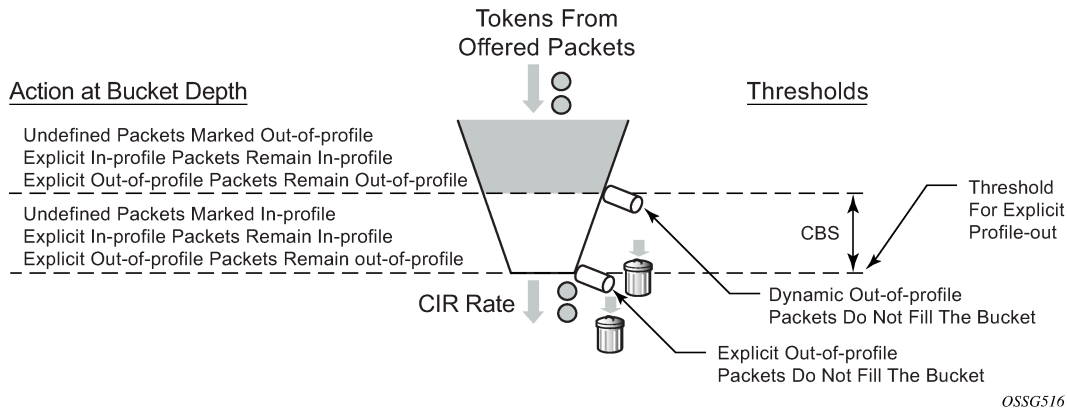 Tokens From
Offered Packets
Action at Bucket Depth
Thresholds
Undefined Packets Marked Out-of-profile
Explicit In-profile Packets Remain In-profile
Explicit Out-of-profile Packets Remain Out-of-profile
Undefined Packets Marked In-profile
Explicit In-profile Packets Remain In-profile
Explicit Out-of-profile Packets Remain out-of-profile
CBS
Threshold
For Explicit
Profile-out
CIR Rate
Dynamic Out-of-profile
Packets Do Not Fill The Bucket
Explicit Out-of-profile
Packets Do Not Fill The Bucket
OSSG516